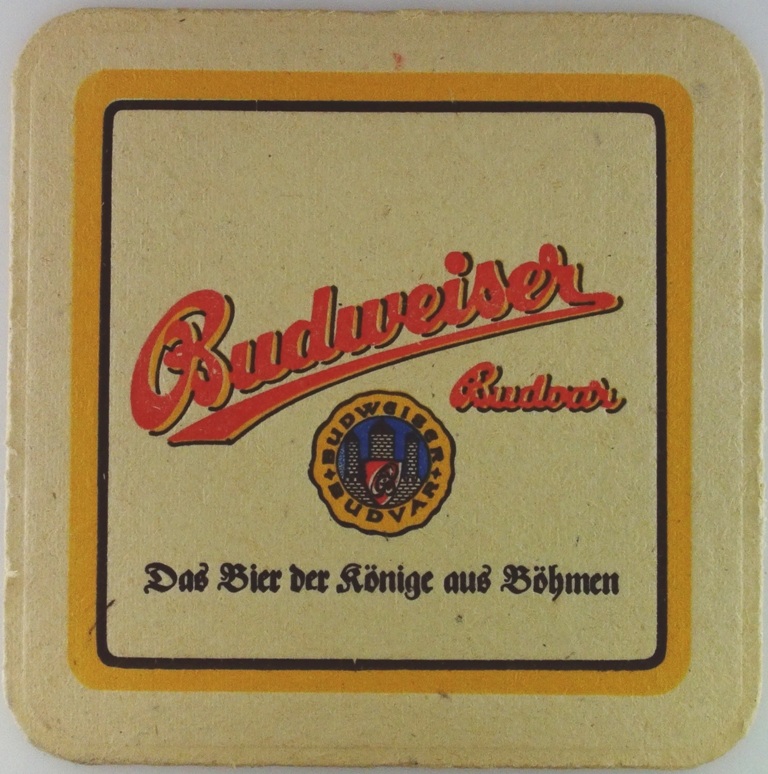 Budweiser
Budvar
BUDWEISER
BUDVAR
Das Bier der Könige aus Böhmen